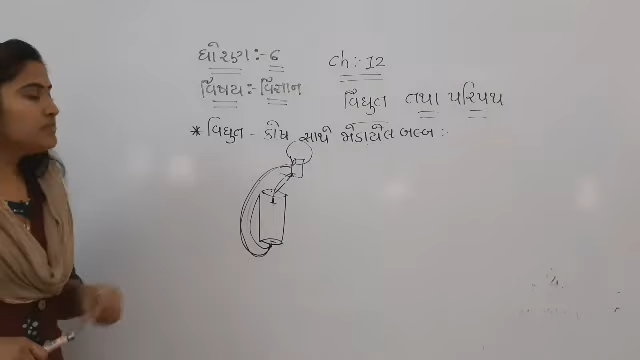 ધોરણ :- 6
Ch :- 12
વિષય :- વિજ્ઞાન
વિદ્યુત તથા પરિપથ
* વિદ્યુત - કોષ સાથે જોડાયેલ બલ્બ :-